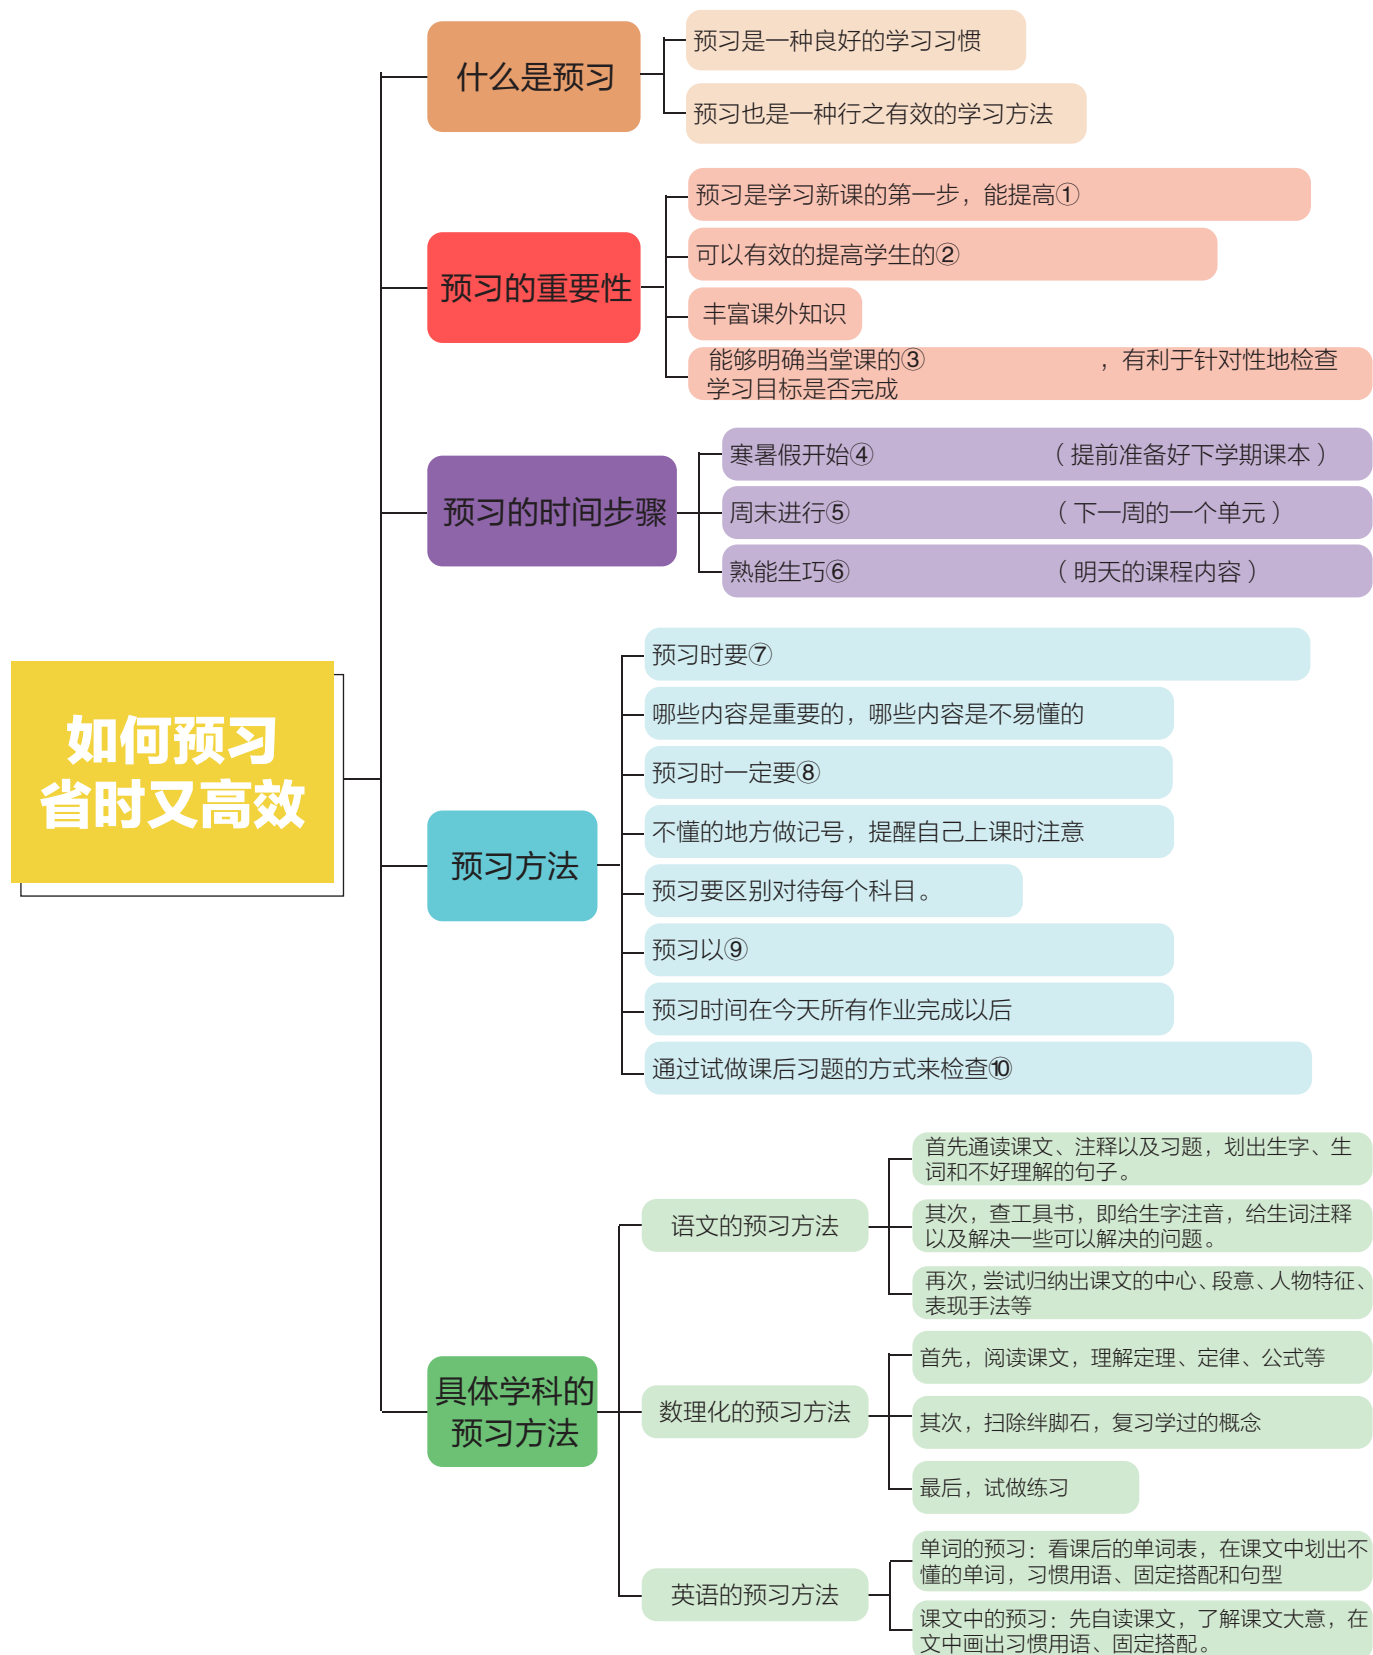 如何预习
省时又高效
什么是预习
预习是一种良好的学习习惯
预习也是一种行之有效的学习方法
预习的重要性
预习是学习新课的第一步，能提高①
可以有效的提高学生的②
丰富课外知识
能够明确当堂课的③ ，有利于针对性地检查
学习目标是否完成
预习的时间步骤
寒暑假开始④ （提前准备好下学期课本）
周末进行⑤ （下一周的一个单元）
熟能生巧⑥ （明天的课程内容）
预习方法
预习时要⑦
哪些内容是重要的，哪些内容是不易懂的
预习时一定要⑧
不懂的地方做记号，提醒自己上课时注意
预习要区别对待每个科目。
预习以⑨
预习时间在今天所有作业完成以后
通过试做课后习题的方式来检查⑩
具体学科的
预习方法
语文的预习方法
首先通读课文、注释以及习题，划出生字、生
词和不好理解的句子。
其次，查工具书，即给生字注音，给生词注释
以及解决一些可以解决的问题。
再次，尝试归纳出课文的中心、段意、人物特征、
表现手法等
数理化的预习方法
首先，阅读课文，理解定理、定律、公式等
其次，扫除绊脚石，复习学过的概念
最后，试做练习
英语的预习方法
单词的预习：看课后的单词表，在课文中划出不
懂的单词，习惯用语、固定搭配和句型
课文中的预习：先自读课文，了解课文大意，在
文中画出习惯用语、固定搭配。